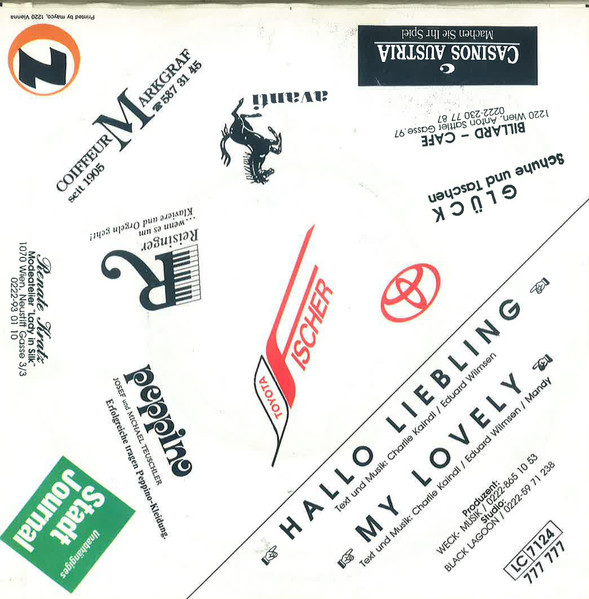 Printed by mayco, 1220 Vienna
COIFFEUR MARKGRAF
seit 1905
☎587 31 45
avanti
CASINOS AUSTRIA
Machen Sie Ihr Spiel
BILLARD - CAFE
1220 Wien, Anton Sattler Gasse 97
0222-230 77 87
GLÜCK
Schuhe und Taschen
Reisinger
...wenn es um
Klaviere und Orgeln geht!
R
Renate Kratz
Modeatelier "Lady in Silk"
1070 Wien, Neustift Gasse 3/3
0222-93 01 10
TOYOTA
FISCHER
peppino
JOSEF und MICHAEL TEUSCHLER
Erfolgreiche tragen Peppino-Kleidung.
Stadt
Journal
Unabhängiges
HALLO LIEBLING
Text und Musik: Charlie Kaindl / Eduard Wilmsen
MY LOVELY
Text und Musik: Charlie Kaindl / Eduard Wilmsen / Mandy
Produzent:
WECK- MUSIK / 0222-865 10 53
Studio:
BLACK LAGOON / 0222-59 71 238
LC 7124
777 777